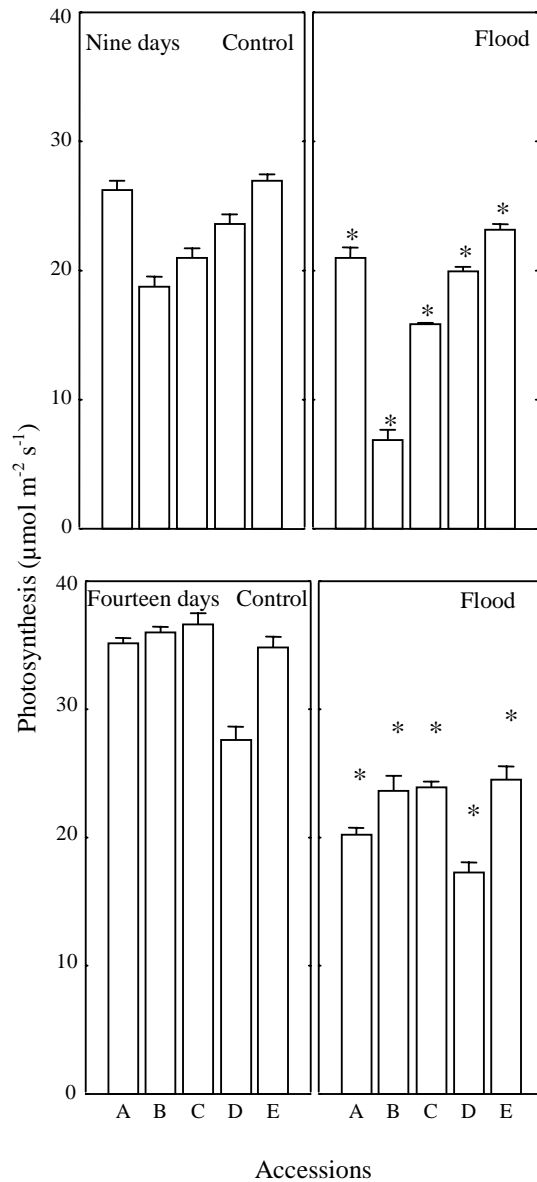 40
Nine days Control
Flood
30
*
*
*
*
20
*
10
0
Photosynthesis (µmol m⁻² s⁻¹)
40
Fourteen days Control
Flood
30
*
* *
*
*
20
10
0
A B C D E
A B C D E
Accessions